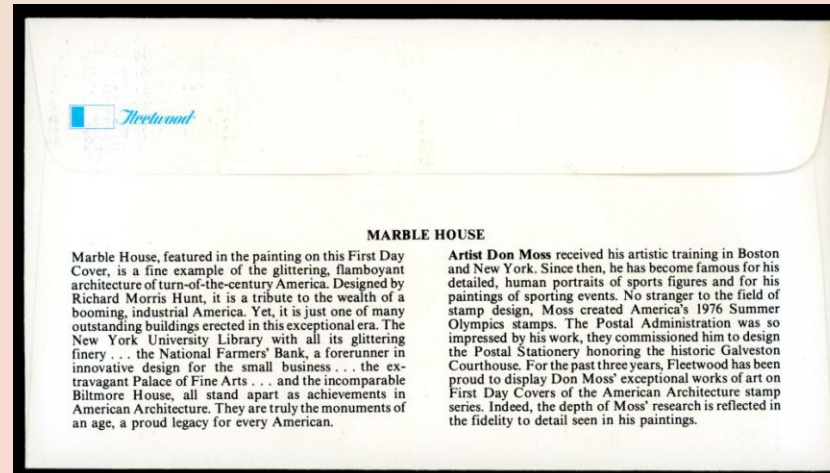 Fleetwood
MARBLE HOUSE
Marble House, featured in the painting on this First Day
Cover, is a fine example of the glittering, flamboyant
architecture of turn-of-the-century America. Designed by
Richard Morris Hunt, it is a tribute to the wealth of a
booming, industrial America. Yet, it is just one of many
outstanding buildings erected in this exceptional era. The
New York University Library with all its glittering
finery . . . the National Farmers' Bank, a forerunner in
innovative design for the small business . . . the ex-
travagant Palace of Fine Arts . . . and the incomparable
Biltmore House, all stand apart as achievements in
American Architecture. They are truly the monuments of
an age, a proud legacy for every American.
Artist Don Moss received his artistic training in Boston
and New York. Since then, he has become famous for his
detailed, human portraits of sports figures and for his
paintings of sporting events. No stranger to the field of
stamp design, Moss created America's 1976 Summer
Olympics stamps. The Postal Administration was so
impressed by his work, they commissioned him to design
the Postal Stationery honoring the historic Galveston
Courthouse. For the past three years, Fleetwood has been
proud to display Don Moss' exceptional works of art on
First Day Covers of the American Architecture stamp
series. Indeed, the depth of Moss' research is reflected in
the fidelity to detail seen in his paintings.